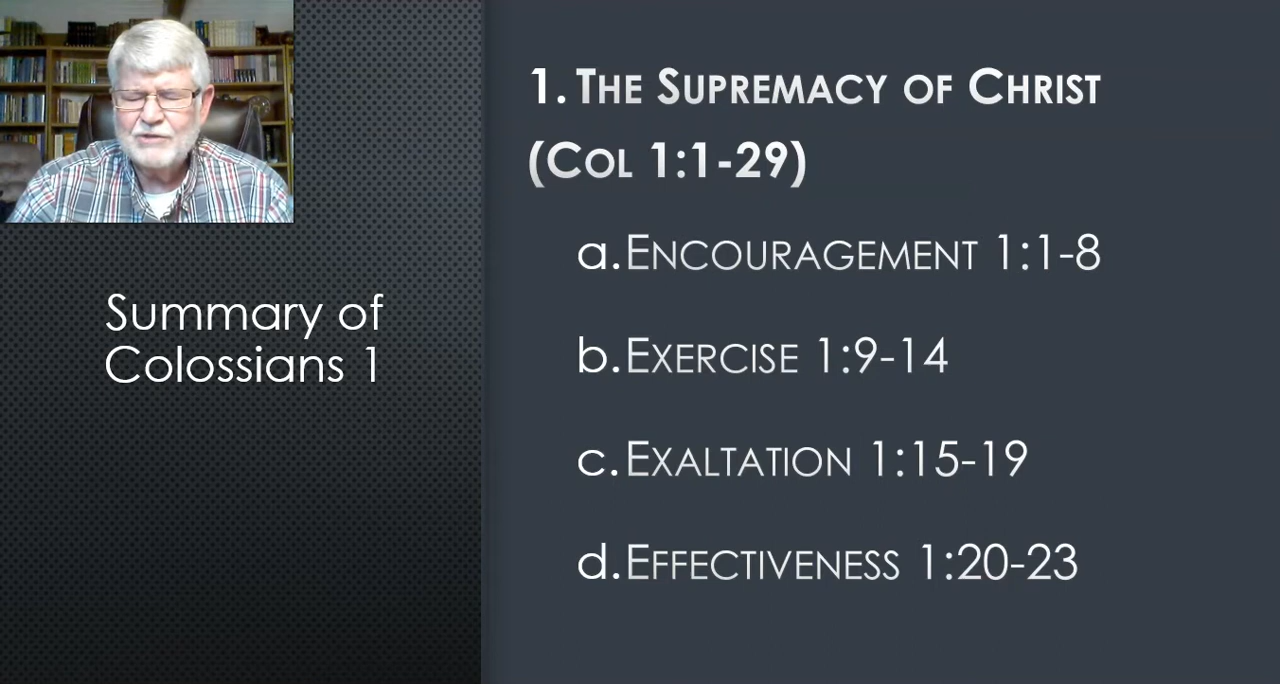 Summary of
Colossians 1
1. The Supremacy of Christ
(Col 1:1-29)
a. Encouragement 1:1-8
b. Exercise 1:9-14
c. Exaltation 1:15-19
d. Effectiveness 1:20-23